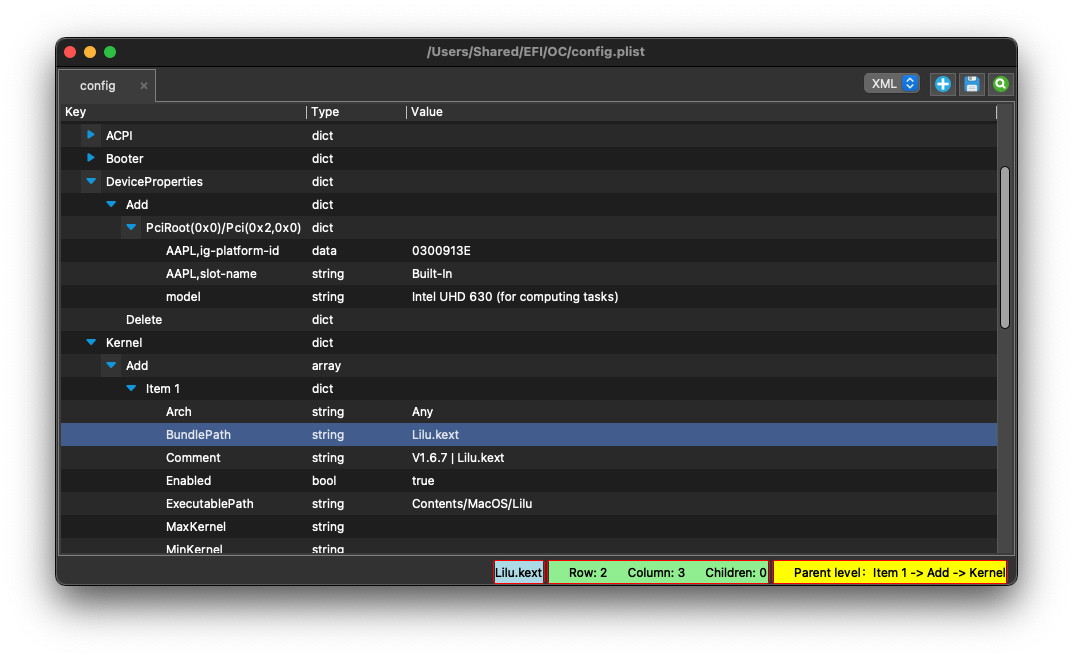 /Users/Shared/EFI/OC/config.plist
config × XML
Key Type Value
ACPI dict
Booter dict
DeviceProperties dict
Add dict
PciRoot(0x0)/Pci(0x2,0x0) dict
AAPL,ig-platform-id data 0300913E
AAPL,slot-name string Built-In
model string Intel UHD 630 (for computing tasks)
Delete dict
Kernel dict
Add array
Item 1 dict
Arch string Any
BundlePath string Lilu.kext
Comment string V1.6.7 | Lilu.kext
Enabled bool true
ExecutablePath string Contents/MacOS/Lilu
MaxKernel string
MinKernel string
Lilu.kext Row: 2 Column: 3 Children: 0 Parent level: Item 1 -> Add -> Kernel